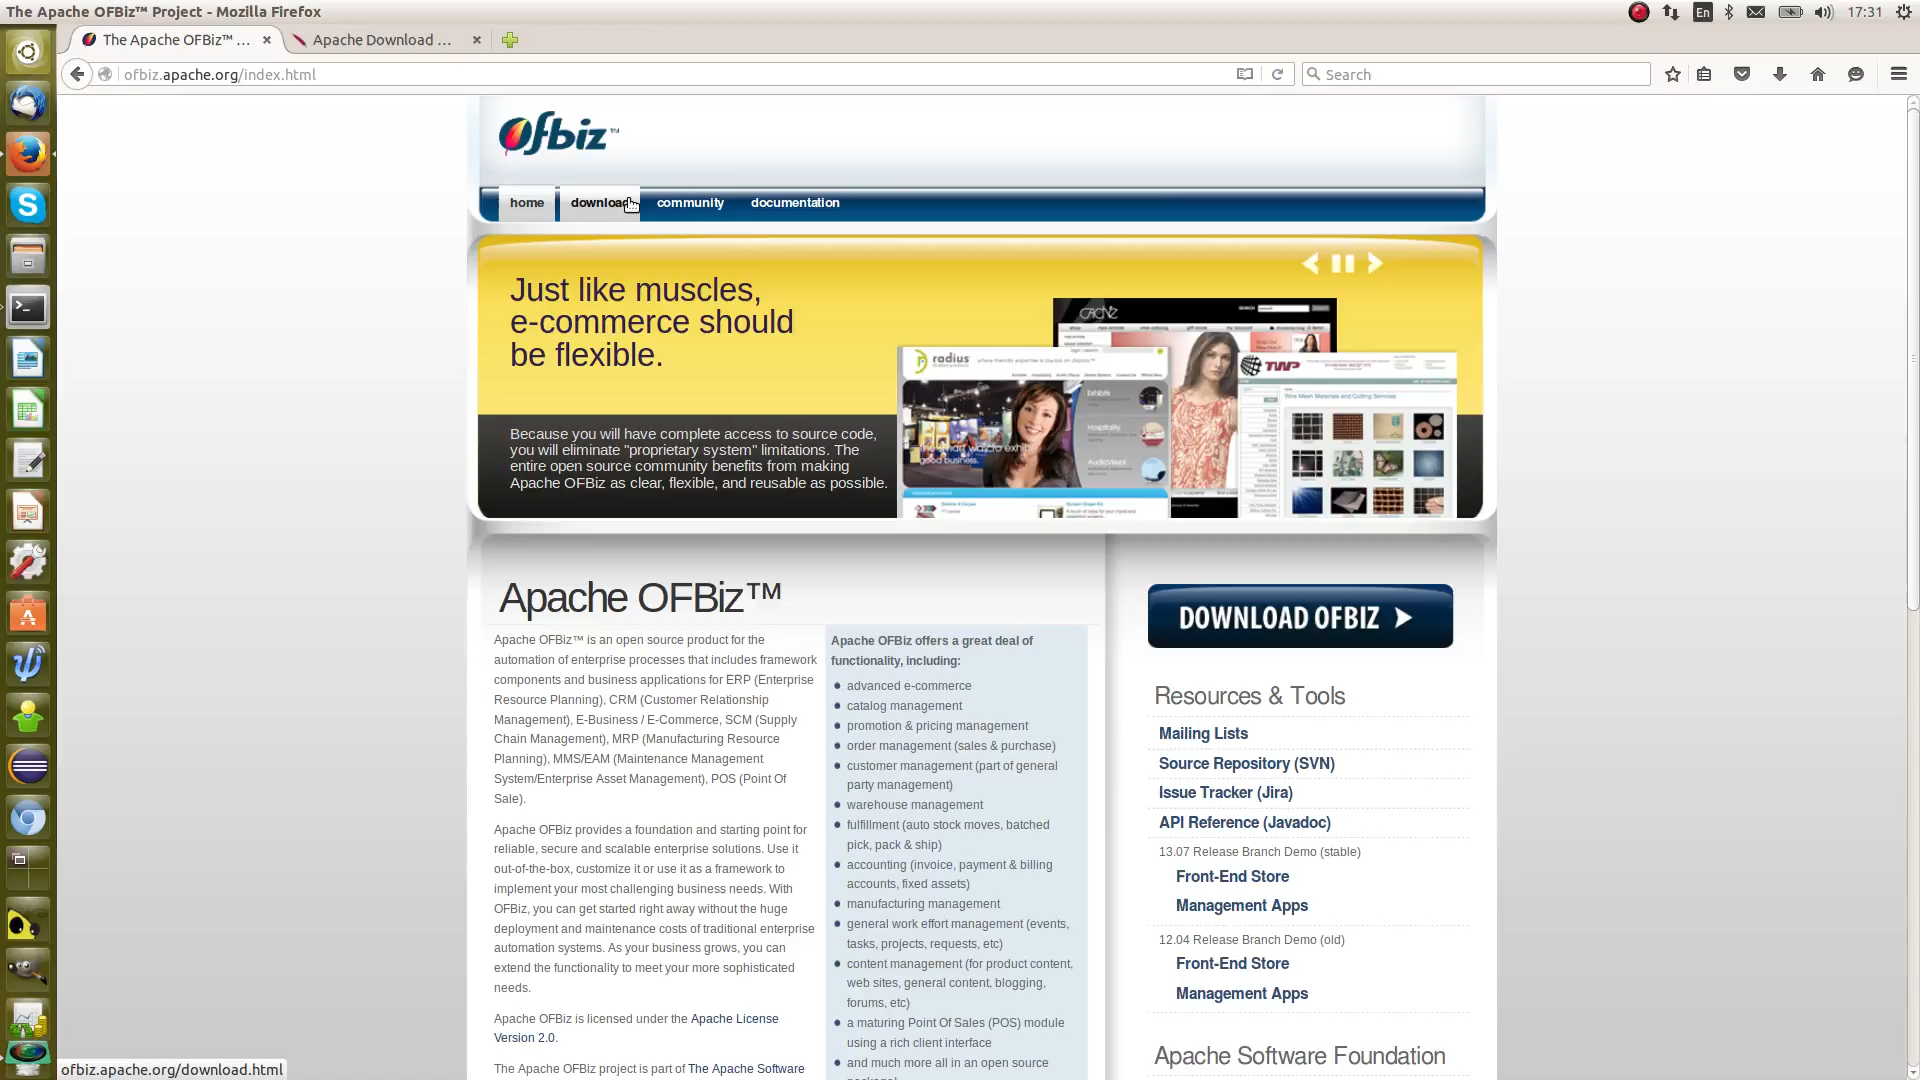 The Apache OFBiz™ Project - Mozilla Firefox
En
17:31
The Apache OFBiz™ ...
Apache Download ...
ofbiz.apache.org/index.html
Search
Ofbiz™
home
download
community
documentation
Just like muscles,
e-commerce should
be flexible.
Because you will have complete access to source code,
you will eliminate "proprietary system" limitations. The
entire open source community benefits from making
Apache OFBiz as clear, flexible, and reusable as possible.
radius
SEARCH
TWP
Wire Mesh Materials and Cutting Services
Exhibits
Hospitality
AudioVisual
good business.
Apache OFBiz™
Apache OFBiz™ is an open source product for the
automation of enterprise processes that includes framework
components and business applications for ERP (Enterprise
Resource Planning), CRM (Customer Relationship
Management), E-Business / E-Commerce, SCM (Supply
Chain Management), MRP (Manufacturing Resource
Planning), MMS/EAM (Maintenance Management
System/Enterprise Asset Management), POS (Point Of
Sale).
Apache OFBiz provides a foundation and starting point for
reliable, secure and scalable enterprise solutions. Use it
out-of-the-box, customize it or use it as a framework to
implement your most challenging business needs. With
OFBiz, you can get started right away without the huge
deployment and maintenance costs of traditional enterprise
automation systems. As your business grows, you can
extend the functionality to meet your more sophisticated
needs.
Apache OFBiz is licensed under the Apache License
Version 2.0.
The Apache OFBiz project is part of The Apache Software
Apache OFBiz offers a great deal of
functionality, including:
advanced e-commerce
catalog management
promotion & pricing management
order management (sales & purchase)
customer management (part of general
party management)
warehouse management
fulfillment (auto stock moves, batched
pick, pack & ship)
accounting (invoice, payment & billing
accounts, fixed assets)
manufacturing management
general work effort management (events,
tasks, projects, requests, etc)
content management (for product content,
web sites, general content, blogging,
forums, etc)
a maturing Point Of Sales (POS) module
using a rich client interface
and much more all in an open source
DOWNLOAD OFBIZ
Resources & Tools
Mailing Lists
Source Repository (SVN)
Issue Tracker (Jira)
API Reference (Javadoc)
13.07 Release Branch Demo (stable)
Front-End Store
Management Apps
12.04 Release Branch Demo (old)
Front-End Store
Management Apps
Apache Software Foundation
ofbiz.apache.org/download.html